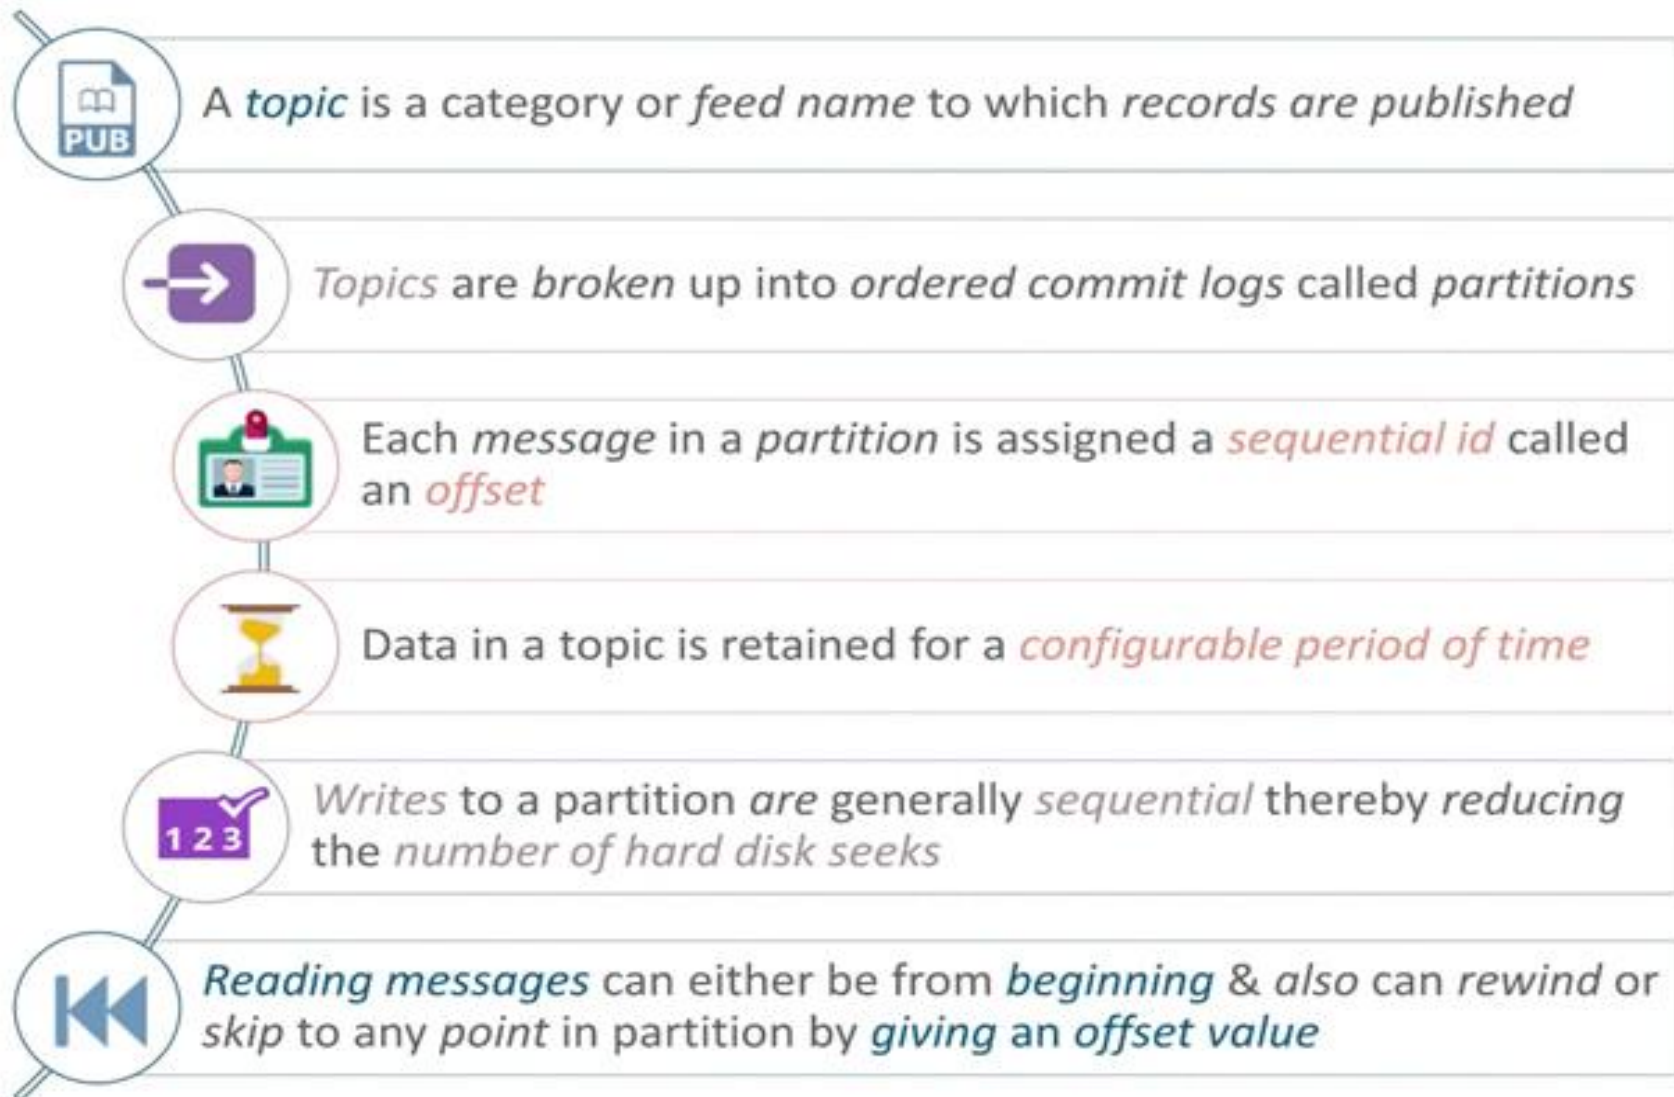 PUB
A topic is a category or feed name to which records are published
Topics are broken up into ordered commit logs called partitions
Each message in a partition is assigned a sequential id called
an offset
Data in a topic is retained for a configurable period of time
1 2 3
Writes to a partition are generally sequential thereby reducing
the number of hard disk seeks
Reading messages can either be from beginning & also can rewind or
skip to any point in partition by giving an offset value